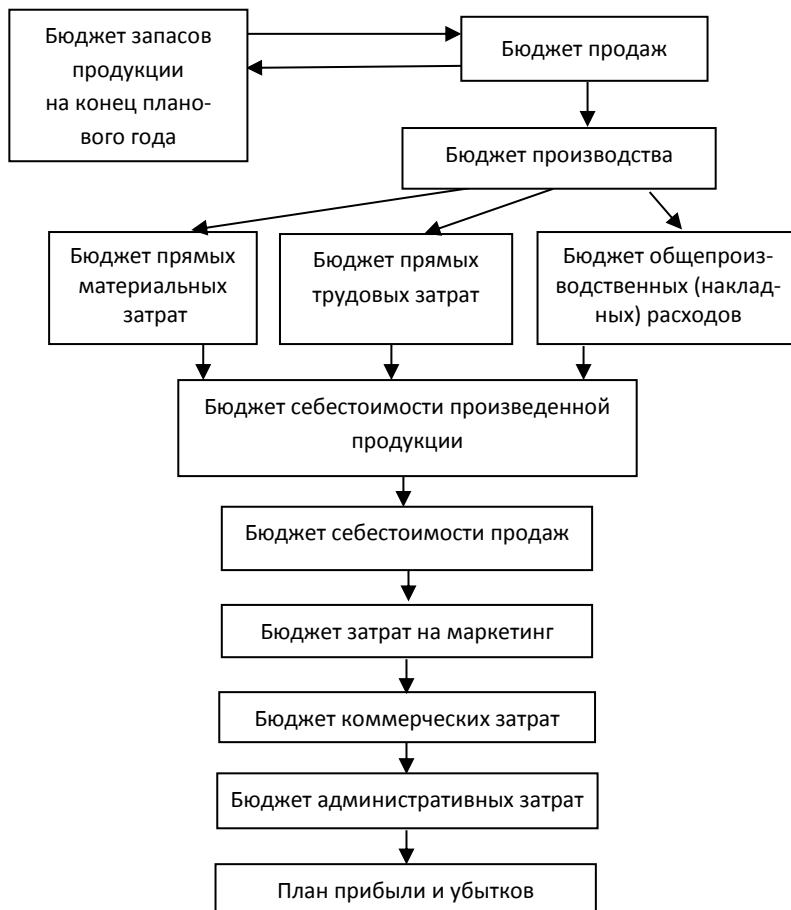 Бюджет запасов
продукции
на конец плано-
вого года
Бюджет продаж
Бюджет производства
Бюджет прямых
материальных
затрат
Бюджет прямых
трудовых затрат
Бюджет общепроиз-
водственных (наклад-
ных) расходов
Бюджет себестоимости произведенной
продукции
Бюджет себестоимости продаж
Бюджет затрат на маркетинг
Бюджет коммерческих затрат
Бюджет административных затрат
План прибыли и убытков